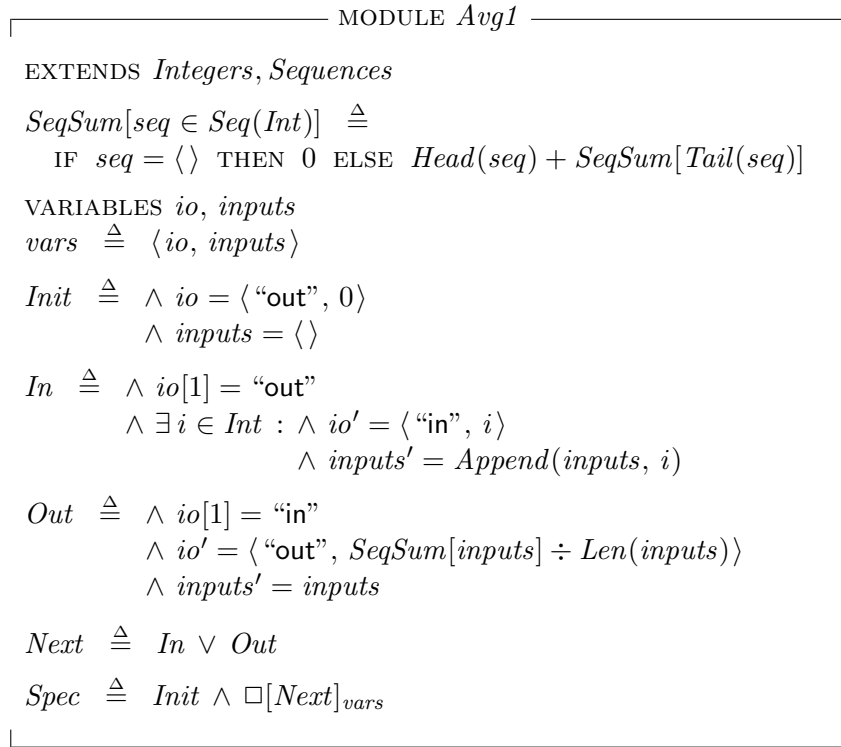 MODULE Avg1
EXTENDS Integers, Sequences
SeqSum[seq ∈ Seq(Int)] ≜
IF seq = ⟨ ⟩ THEN 0 ELSE Head(seq) + SeqSum[Tail(seq)]
VARIABLES io, inputs
vars ≜ ⟨io, inputs⟩
Init ≜ ∧ io = ⟨“out”, 0⟩
∧ inputs = ⟨ ⟩
In ≜ ∧ io[1] = “out”
∧ ∃ i ∈ Int : ∧ io′ = ⟨“in”, i⟩
∧ inputs′ = Append(inputs, i)
Out ≜ ∧ io[1] = “in”
∧ io′ = ⟨“out”, SeqSum[inputs] ÷ Len(inputs)⟩
∧ inputs′ = inputs
Next ≜ In ∨ Out
Spec ≜ Init ∧ □[Next]vars